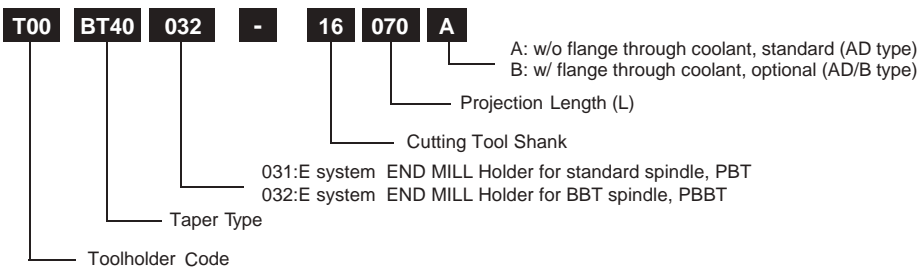 T00 BT40 032 - 16 070 A
A: w/o flange through coolant, standard (AD type)
B: w/ flange through coolant, optional (AD/B type)
Projection Length (L)
Cutting Tool Shank
031:E system END MILL Holder for standard spindle, PBT
032:E system END MILL Holder for BBT spindle, PBBT
Taper Type
Toolholder Code